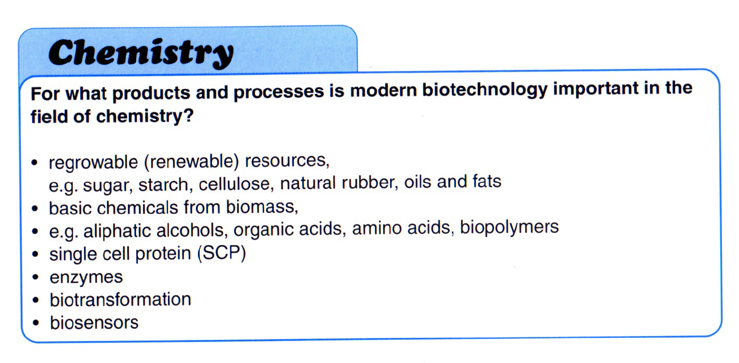 Chemistry
For what products and processes is modern biotechnology important in the
field of chemistry?
• regrowable (renewable) resources,
e.g. sugar, starch, cellulose, natural rubber, oils and fats
• basic chemicals from biomass,
• e.g. aliphatic alcohols, organic acids, amino acids, biopolymers
• single cell protein (SCP)
• enzymes
• biotransformation
• biosensors